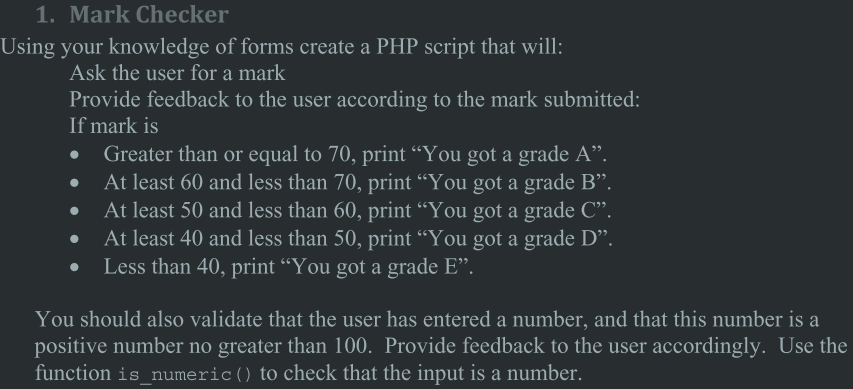 1. Mark Checker
Using your knowledge of forms create a PHP script that will:
Ask the user for a mark
Provide feedback to the user according to the mark submitted:
If mark is
• Greater than or equal to 70, print “You got a grade A”.
• At least 60 and less than 70, print “You got a grade B”.
• At least 50 and less than 60, print “You got a grade C”.
• At least 40 and less than 50, print “You got a grade D”.
• Less than 40, print “You got a grade E”.
You should also validate that the user has entered a number, and that this number is a
positive number no greater than 100. Provide feedback to the user accordingly. Use the
function is_numeric() to check that the input is a number.